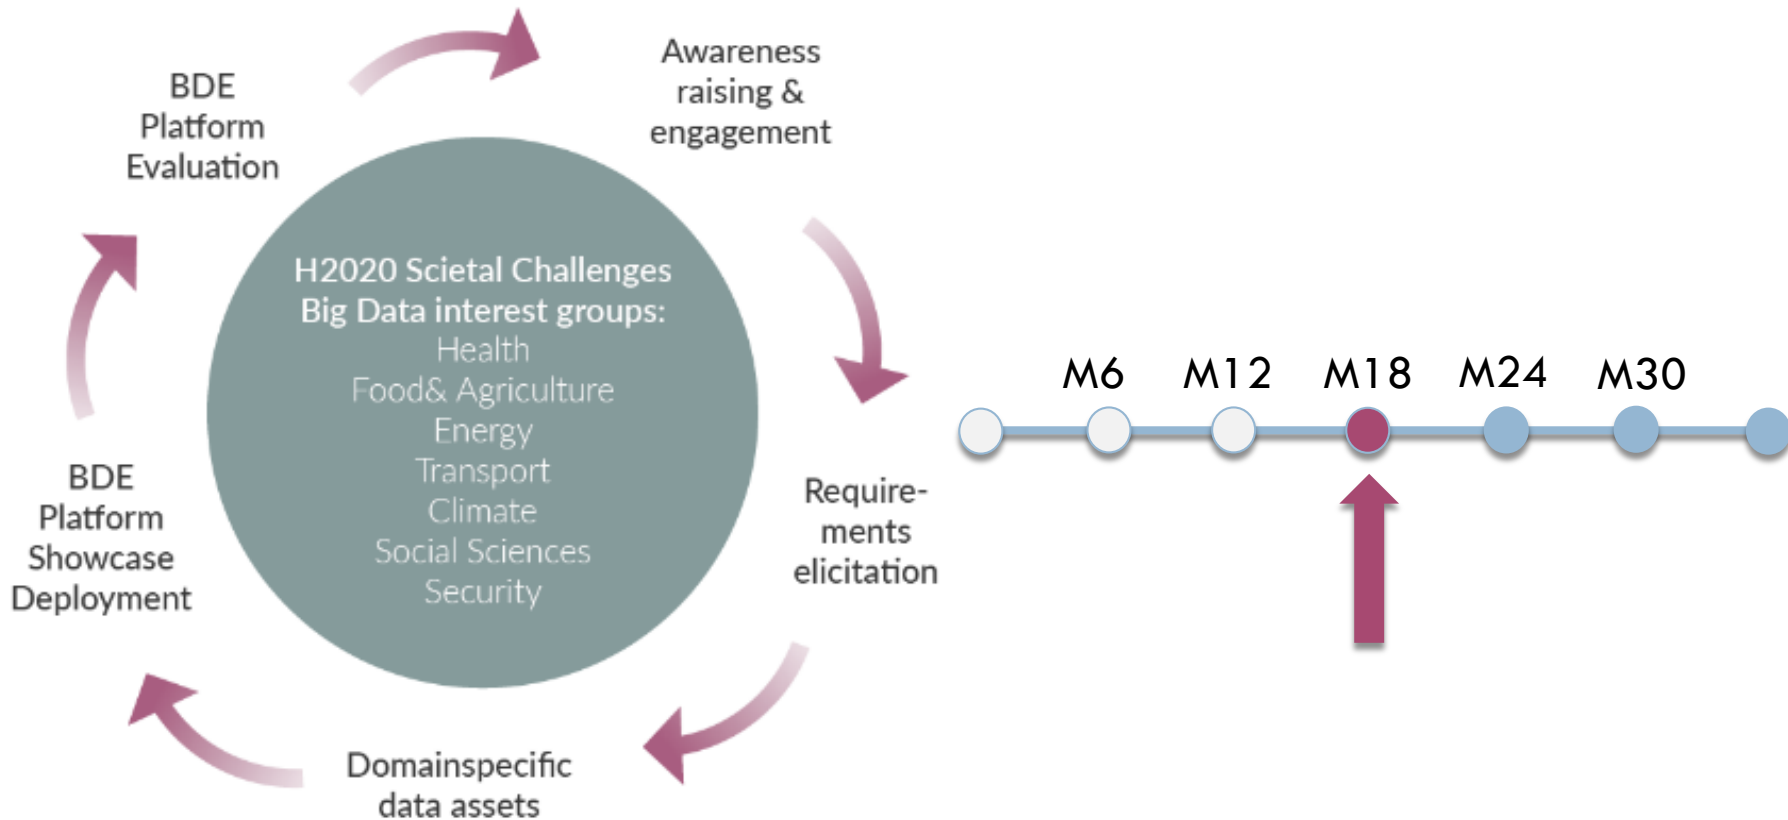 BDE
Platform
Evaluation
Awareness
raising &
engagement
H2020 Scietal Challenges
Big Data interest groups:
Health
Food& Agriculture
Energy
Transport
Climate
Social Sciences
Security
Require-
ments
elicitation
Domainspecific
data assets
BDE
Platform
Showcase
Deployment
M6
M12
M18
M24
M30